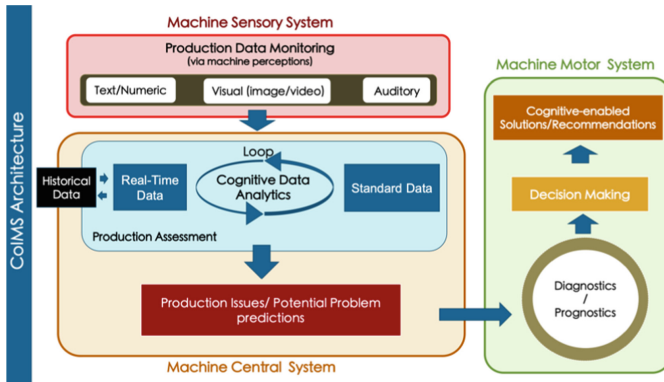 CoIMS Architecture
Machine Sensory System
Production Data Monitoring
(via machine perceptions)
Text/Numeric
Visual (image/video)
Auditory
Loop
Historical
Data
Real-Time
Data
Cognitive Data
Analytics
Standard Data
Production Assessment
Production Issues/ Potential Problem
predictions
Machine Central System
Machine Motor System
Cognitive-enabled
Solutions/Recommendations
Decision Making
Diagnostics
/
Prognostics